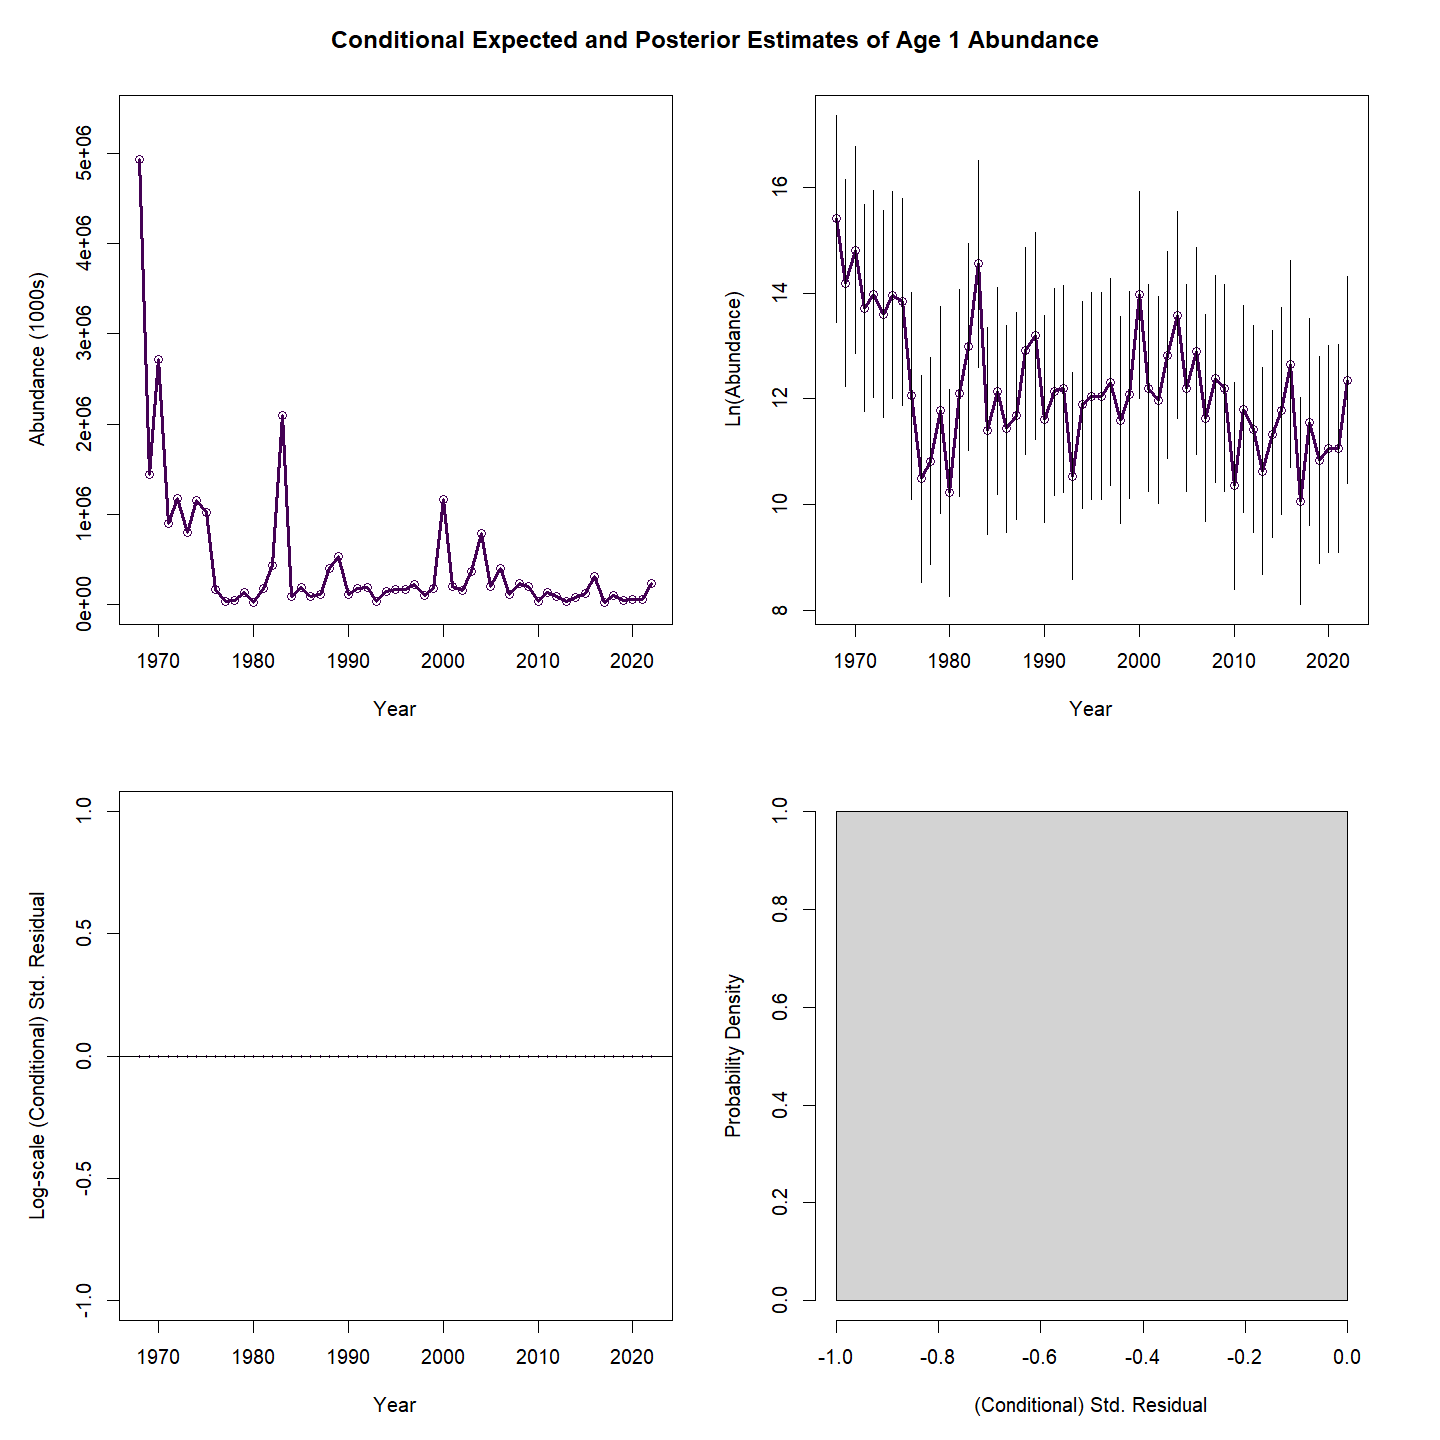 Conditional Expected and Posterior Estimates of Age 1 Abundance
Abundance (1000s)
5e+06
4e+06
3e+06
2e+06
1e+06
0e+00
1970 1980 1990 2000 2010 2020
Year
Ln(Abundance)
16
14
12
10
8
1970 1980 1990 2000 2010 2020
Year
Log-scale (Conditional) Std. Residual
1.0
0.5
0.0
-0.5
-1.0
1970 1980 1990 2000 2010 2020
Year
Probability Density
1.0
0.8
0.6
0.4
0.2
0.0
-1.0 -0.8 -0.6 -0.4 -0.2 0.0
(Conditional) Std. Residual